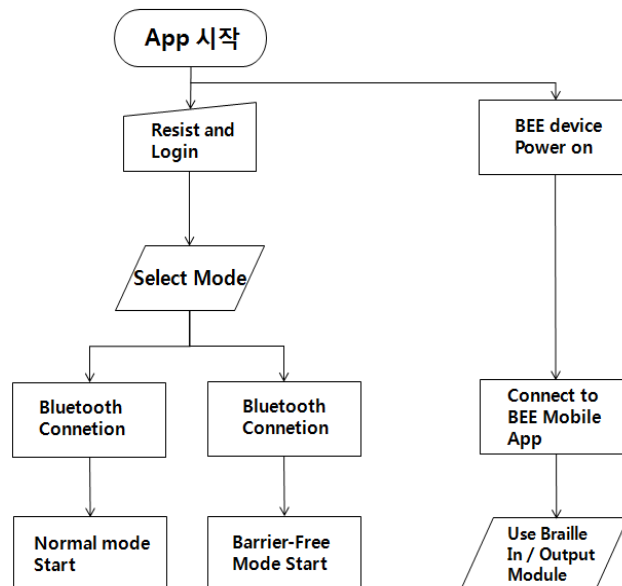 App 시작
Resist and
Login
BEE device
Power on
Select Mode
Bluetooth
Connetion
Bluetooth
Connetion
Connect to
BEE Mobile
App
Normal mode
Start
Barrier-Free
Mode Start
Use Braille
In / Output
Module